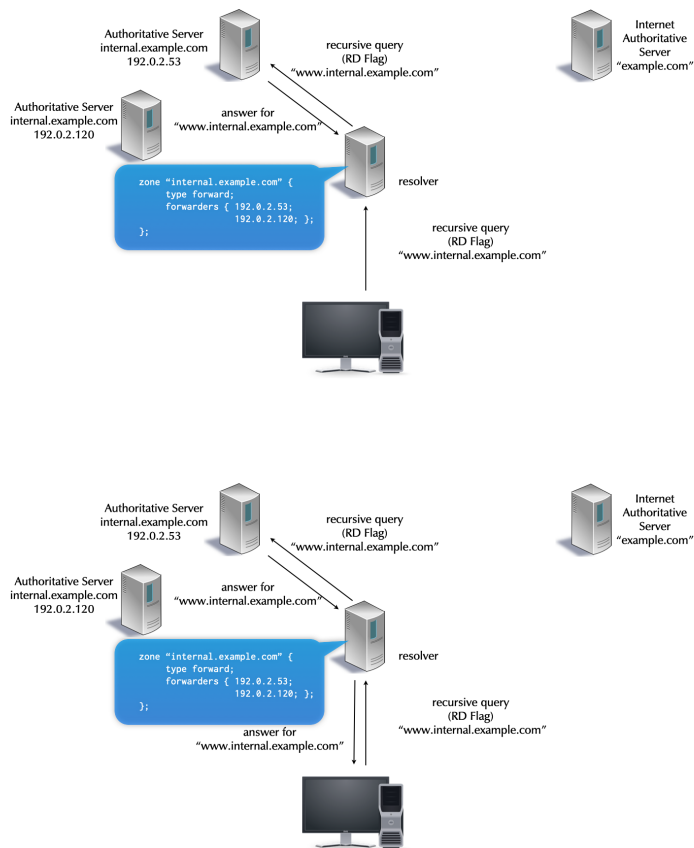 Authoritative Server
internal.example.com
192.0.2.53
recursive query
(RD Flag)
“www.internal.example.com”
Internet
Authoritative
Server
“example.com”
Authoritative Server
internal.example.com
192.0.2.120
answer for
“www.internal.example.com”
zone “internal.example.com” {
type forward;
forwarders { 192.0.2.53;
192.0.2.120; };
};
resolver
recursive query
(RD Flag)
“www.internal.example.com”
Authoritative Server
internal.example.com
192.0.2.53
recursive query
(RD Flag)
“www.internal.example.com”
Internet
Authoritative
Server
“example.com”
Authoritative Server
internal.example.com
192.0.2.120
answer for
“www.internal.example.com”
zone “internal.example.com” {
type forward;
forwarders { 192.0.2.53;
192.0.2.120; };
};
resolver
recursive query
(RD Flag)
“www.internal.example.com”
answer for
“www.internal.example.com”